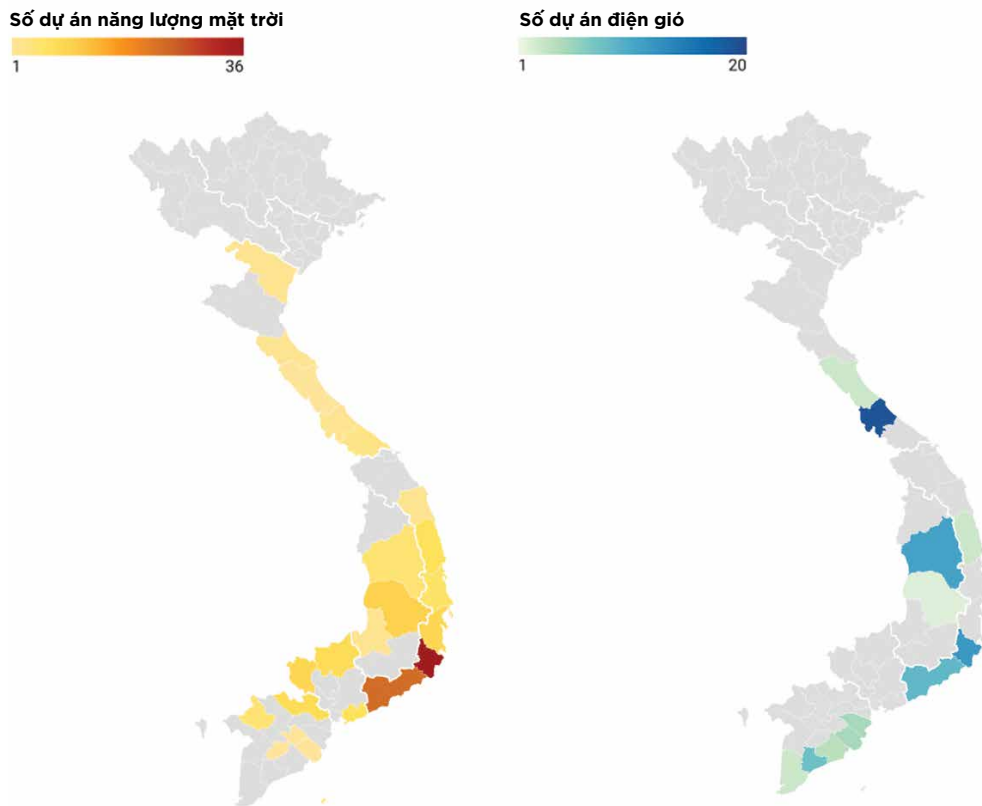 Số dự án năng lượng mặt trời
1 36
Số dự án điện gió
1 20